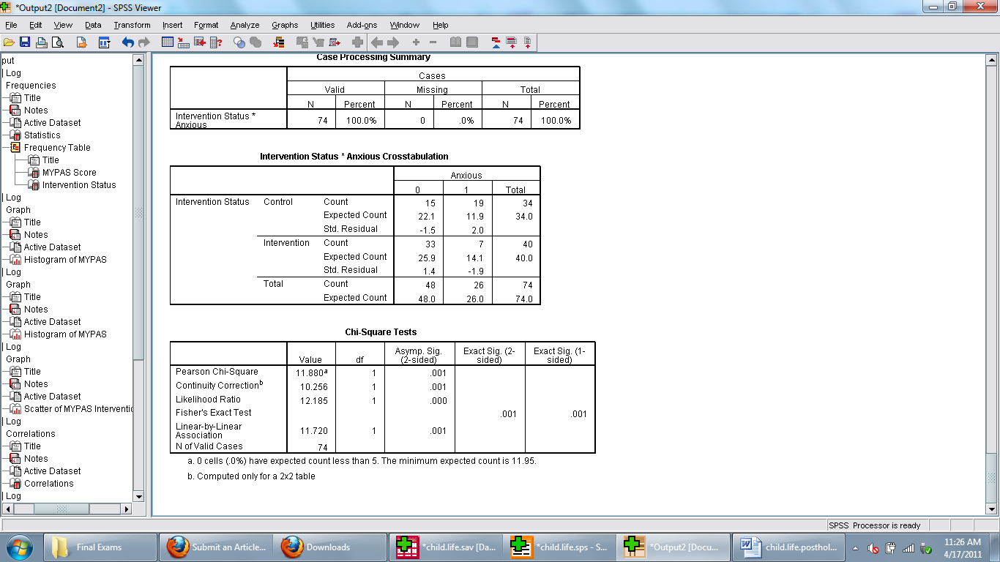 *Output2 [Document2] - SPSS Viewer
File Edit View Data Transform Insert Format Analyze Graphs Utilities Add-ons Window Help
put
Log
Frequencies
Title
Notes
Active Dataset
Statistics
Frequency Table
Title
MYPAS Score
Intervention Status
Log
Graph
Title
Notes
Active Dataset
Histogram of MYPAS
Log
Graph
Title
Notes
Active Dataset
Histogram of MYPAS
Log
Graph
Title
Notes
Active Dataset
Scatter of MYPAS Interventio
Log
Correlations
Title
Notes
Active Dataset
Correlations
Log
Case Processing Summary
Cases
Valid Missing Total
N Percent N Percent N Percent
Intervention Status * Anxious 74 100.0% 0 .0% 74 100.0%
Intervention Status * Anxious Crosstabulation
Anxious
0 1 Total
Intervention Status Control Count 15 19 34
Expected Count 22.1 11.9 34.0
Std. Residual -1.5 2.0
Intervention Count 33 7 40
Expected Count 25.9 14.1 40.0
Std. Residual 1.4 -1.9
Total Count 48 26 74
Expected Count 48.0 26.0 74.0
Chi-Square Tests
Value df Asymp. Sig. (2-sided) Exact Sig. (2-sided) Exact Sig. (1-sided)
Pearson Chi-Square 11.880a 1 .001
Continuity Correctionb 10.256 1 .001
Likelihood Ratio 12.185 1 .000
Fisher's Exact Test .001 .001
Linear-by-Linear Association 11.720 1 .001
N of Valid Cases 74
a. 0 cells (.0%) have expected count less than 5. The minimum expected count is 11.95.
b. Computed only for a 2x2 table
SPSS Processor is ready
Final Exams
Submit an Article...
Downloads
*child.life.sav [Da...
*child.life.sps - S...
*Output2 [Docu...
child.life.posthol...
11:26 AM
4/17/2011